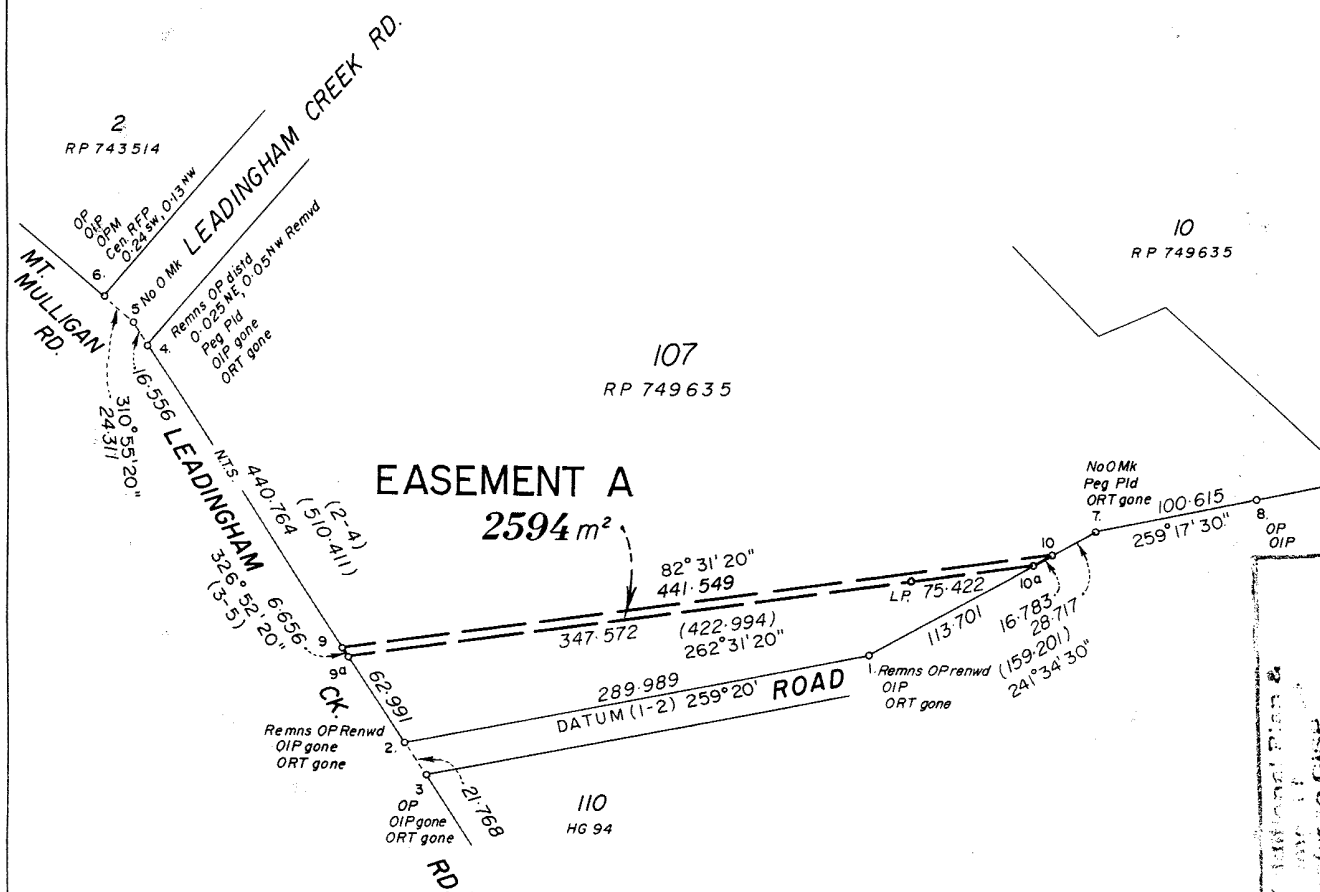 2
RP 743514
LEADINGHAM CREEK RD.
OP
OIP
OPM
Cen. RFP
0·24 SW, 0·13 NW
6.
MT.
MULLIGAN
RD.
5 No O Mk
4. Remns OP distd
0·025 NE, 0·05 NW Remvd
Peg Pld
OIP gone
ORT gone
10
RP 749635
107
RP 749635
16·556
310° 55' 20"
24·311
LEADINGHAM
N.T.S.
440·764
(2-4)
(510·411)
326° 52' 20"
(3-5)
6·656
EASEMENT A
2594 m²
No O Mk
Peg Pld
ORT gone
7.
100·615
259° 17' 30"
8.
OP
OIP
82° 31' 20"
441·549
10
10a
L.P. 75·422
347·572
(422·994)
262° 31' 20"
16·783
28·717
(159·201)
241° 34' 30"
113·701
9
9a
CK.
62·991
289·989
DATUM (1-2) 259° 20'
ROAD
1. Remns OP renwd
OIP
ORT gone
Remns OP Renwd
OIP gone
ORT gone
2.
3
OP
OIP gone
ORT gone
21·768
110
HG 94
RD
Plan &